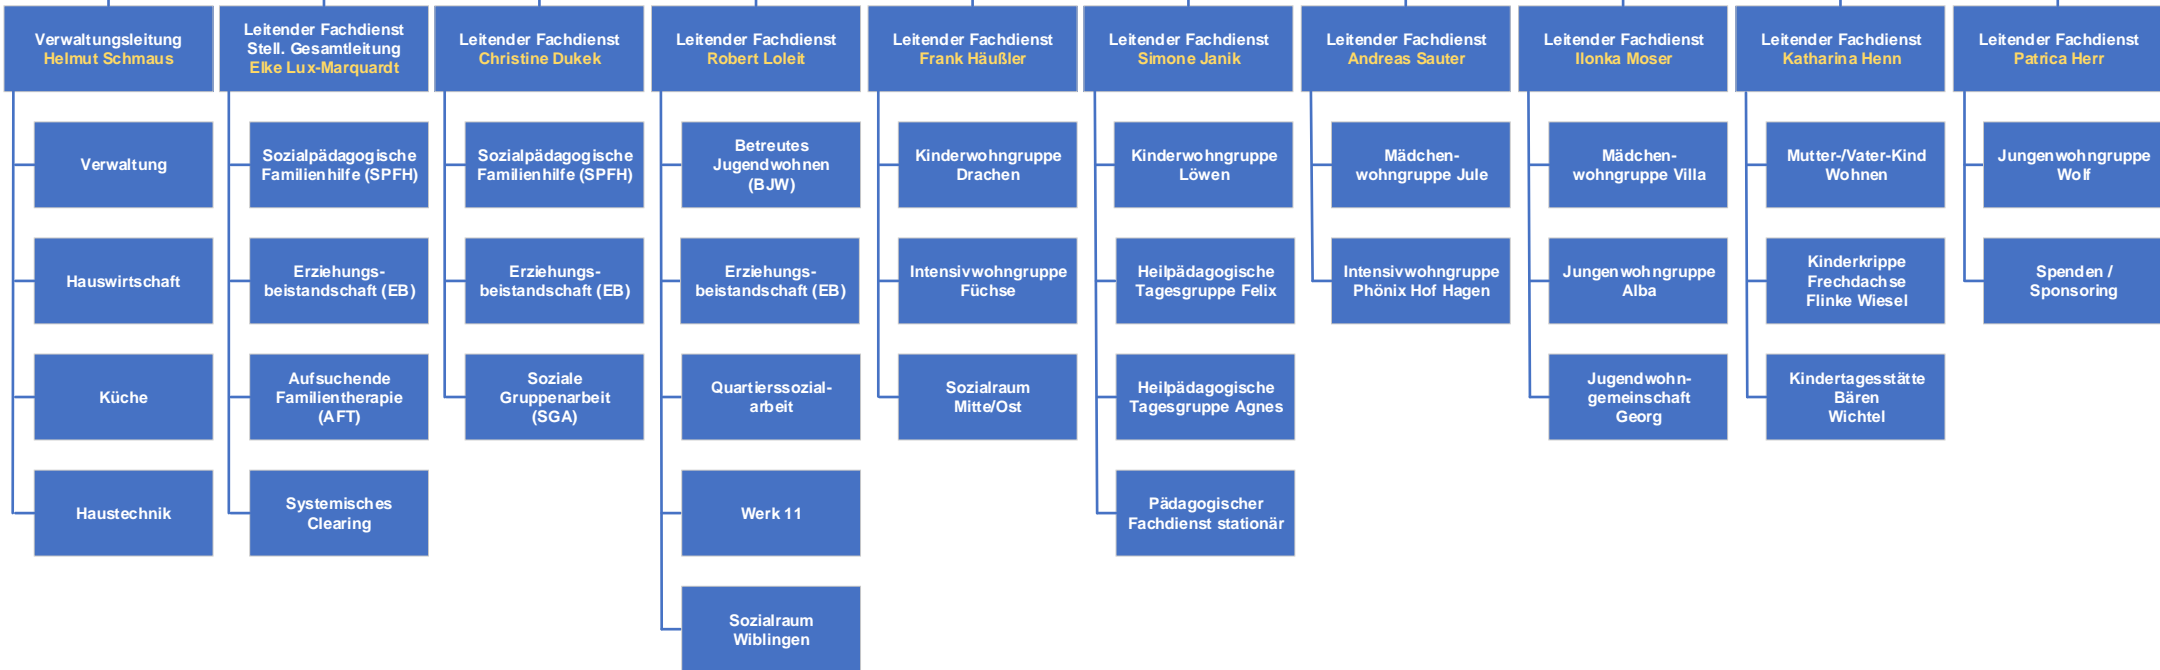 Verwaltungsleitung
Helmut Schmaus
Verwaltung
Hauswirtschaft
Küche
Haustechnik
Leitender Fachdienst
Stell. Gesamtleitung
Elke Lux-Marquardt
Sozialpädagogische
Familienhilfe (SPFH)
Erziehungs-
beistandschaft (EB)
Aufsuchende
Familientherapie
(AFT)
Systemisches
Clearing
Leitender Fachdienst
Christine Dukek
Sozialpädagogische
Familienhilfe (SPFH)
Erziehungs-
beistandschaft (EB)
Soziale
Gruppenarbeit
(SGA)
Leitender Fachdienst
Robert Loleit
Betreutes
Jugendwohnen
(BJW)
Erziehungs-
beistandschaft (EB)
Quartierssozial-
arbeit
Werk 11
Sozialraum
Wiblingen
Leitender Fachdienst
Frank Häußler
Kinderwohngruppe
Drachen
Intensivwohngruppe
Füchse
Sozialraum
Mitte/Ost
Leitender Fachdienst
Simone Janik
Kinderwohngruppe
Löwen
Heilpädagogische
Tagesgruppe Felix
Heilpädagogische
Tagesgruppe Agnes
Pädagogischer
Fachdienst stationär
Leitender Fachdienst
Andreas Sauter
Mädchen-
wohngruppe Jule
Intensivwohngruppe
Phönix Hof Hagen
Leitender Fachdienst
Ilonka Moser
Mädchen-
wohngruppe Villa
Jungenwohngruppe
Alba
Jugendwohn-
gemeinschaft
Georg
Leitender Fachdienst
Katharina Henn
Mutter-/Vater-Kind
Wohnen
Kinderkrippe
Frechdachse
Flinke Wiesel
Kindertagesstätte
Bären
Wichtel
Leitender Fachdienst
Patrica Herr
Jungenwohngruppe
Wolf
Spenden /
Sponsoring